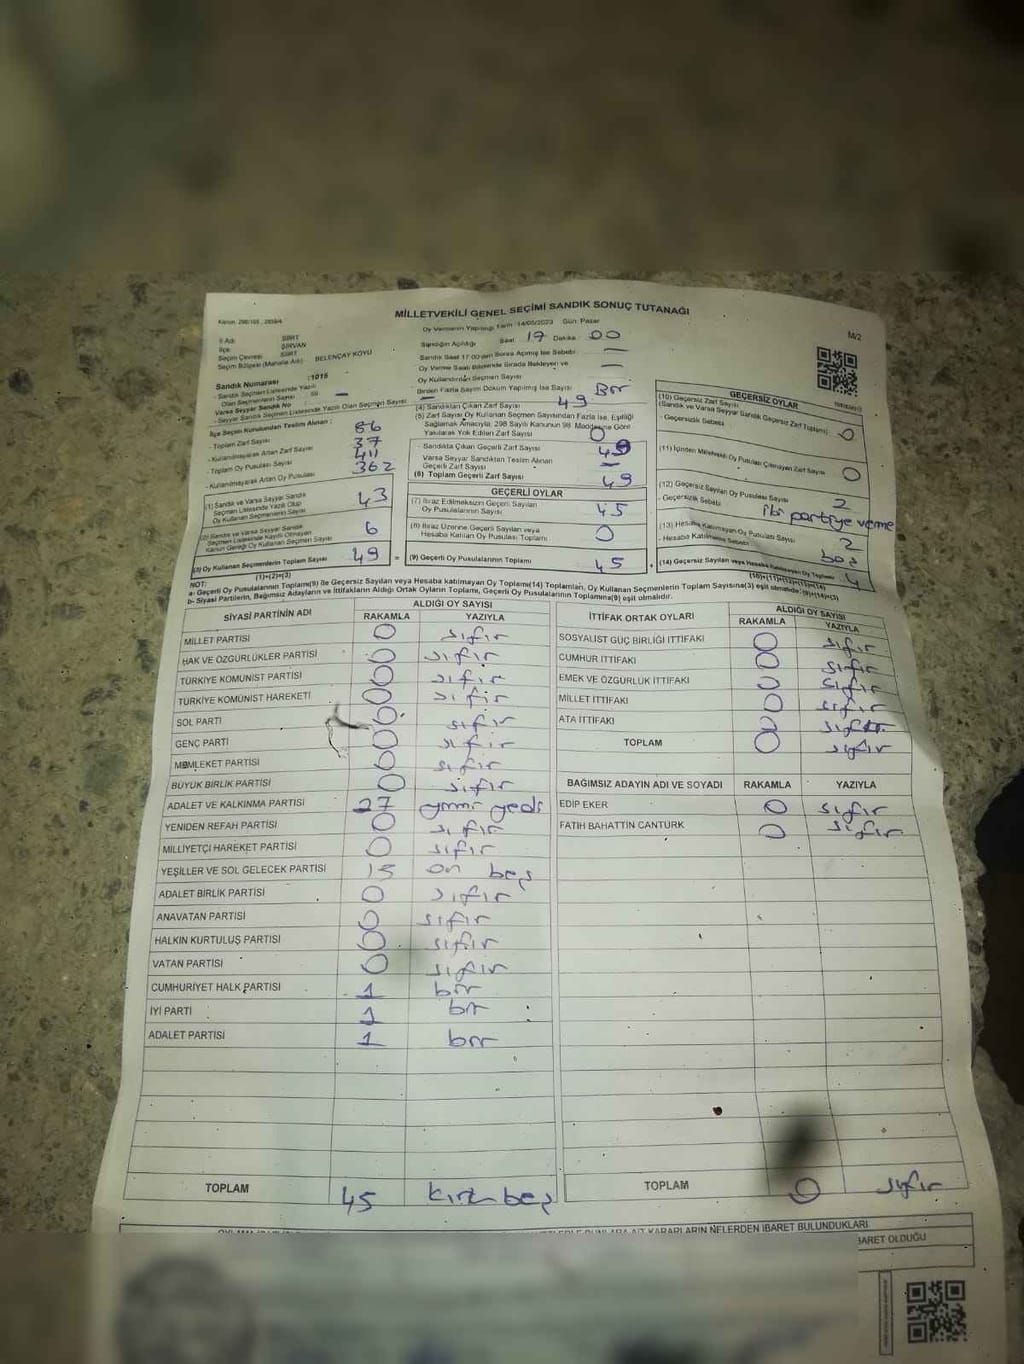 MİLLETVEKİLİ GENEL SEÇİMİ SANDIK SONUÇ TUTANAĞI
M/2
İl Adı: SİİRT
İlçe: ŞİRVAN
Seçim Çevresi: SİİRT
Seçim Bölgesi (Mahalle Adı): BELENÇAY KÖYÜ
Sandık Numarası :1015
- Sandık Seçmen Listesinde Yazılı
Olan Seçmenlerin Sayısı
Varsa Seyyar Sandık No : —
- Seyyar Sandık Seçmen Listesinde Yazılı Olan Seçmen Sayısı —
İlçe Seçim Kurulundan Teslim Alınan :
- Toplam Zarf Sayısı 86
- Kullanılmayarak Artan Zarf Sayısı 37
- Toplam Oy Pusulası Sayısı 411
- Kullanılmayarak Artan Oy Pusulası 362
(1) Sandık ve Varsa Seyyar Sandık
Seçmen Listesinde Yazılı Olup
Oy Kullanan Seçmenlerin Sayısı 43
(2) Sandık ve Varsa Seyyar Sandık
Seçmen Listesinde Kayıtlı Olmayan
Kanun Gereği Oy Kullanan Seçmen Sayısı 6
(3) Oy Kullanan Seçmenlerin Toplam Sayısı 49
(1)+(2)=(3)
Oy Vermenin Yapıldığı Tarih :14/05/2023 Gün: Pazar
Sandığın Açıldığı Saat 17 Dakika: 00
Sandık Saat 17.00'den Sonra Açılmış İse Sebebi: —
Oy Verme Saati Bitiminde Sırada Bekleyen ve
Oy Kullandırılan Seçmen Sayısı —
Birden Fazla Sayım Döküm Yapılmış İse Sayısı Bir
(4) Sandıktan Çıkan Zarf Sayısı 49
(5) Zarf Sayısı Oy Kullanan Seçmen Sayısından Fazla İse, Eşitliği
Sağlamak Amacıyla, 298 Sayılı Kanunun 98. Maddesine Göre
Yakılarak Yok Edilen Zarf Sayısı 0
- Sandıkta Çıkan Geçerli Zarf Sayısı 49
Varsa Seyyar Sandıktan Teslim Alınan
Geçerli Zarf Sayısı —
(6) Toplam Geçerli Zarf Sayısı 49
GEÇERLİ OYLAR
(7) İtiraz Edilmeksizin Geçerli Sayılan
Oy Pusulalarının Sayısı 45
(8) İtiraz Üzerine Geçerli Sayılan veya
Hesaba Katılan Oy Pusulası Toplamı 0
(9) Geçerli Oy Pusulalarının Toplamı 45
GEÇERSİZ OYLAR
(10) Geçersiz Zarf Sayısı
(Sandık ve Varsa Seyyar Sandık Geçersiz Zarf Toplamı) : 0
- Geçersizlik Sebebi
(11) İçinden Milletvekili Oy Pusulası Çıkmayan Zarf Sayısı 0
(12) Geçersiz Sayılan Oy Pusulası Sayısı 2
- Geçersizlik Sebebi partiye verme
(13) Hesaba Katılmayan Oy Pusulası Sayısı 2
- Hesaba Katılmama Sebebi boş
(14) Geçersiz Sayılan veya Hesaba Katılmayan Oy Toplamı 4
(10)+(11)+(12)+(13)=(14)
NOT:
a- Geçerli Oy Pusulalarının Toplamı(9) ile Geçersiz Sayılan veya Hesaba katılmayan Oy Toplamı(14) Toplamları, Oy Kullanan Seçmenlerin Toplam Sayısına(3) eşit olmalıdır.(9)+(14)=(3)
b- Siyasi Partilerin, Bağımsız Adayların ve İttifakların Aldığı Ortak Oyların Toplamı, Geçerli Oy Pusulalarının Toplamına(9) eşit olmalıdır.
SİYASİ PARTİNİN ADI ALDIĞI OY SAYISI
RAKAMLA YAZIYLA
MİLLET PARTİSİ 0 sıfır
HAK VE ÖZGÜRLÜKLER PARTİSİ 0 sıfır
TÜRKİYE KOMÜNİST PARTİSİ 0 sıfır
TÜRKİYE KOMÜNİST HAREKETİ 0 sıfır
SOL PARTİ 0 sıfır
GENÇ PARTİ 0 sıfır
MEMLEKET PARTİSİ 0 sıfır
BÜYÜK BİRLİK PARTİSİ 0 sıfır
ADALET VE KALKINMA PARTİSİ 27 yirmi yedi
YENİDEN REFAH PARTİSİ 0 sıfır
MİLLİYETÇİ HAREKET PARTİSİ 0 sıfır
YEŞİLLER VE SOL GELECEK PARTİSİ 15 on beş
ADALET BİRLİK PARTİSİ 0 sıfır
ANAVATAN PARTİSİ 0 sıfır
HALKIN KURTULUŞ PARTİSİ 0 sıfır
VATAN PARTİSİ 0 sıfır
CUMHURİYET HALK PARTİSİ 1 bir
İYİ PARTİ 1 bir
ADALET PARTİSİ 1 bir
TOPLAM 45 kırk beş
İTTİFAK ORTAK OYLARI ALDIĞI OY SAYISI
RAKAMLA YAZIYLA
SOSYALİST GÜÇ BİRLİĞİ İTTİFAKI 0 sıfır
CUMHUR İTTİFAKI 0 sıfır
EMEK VE ÖZGÜRLÜK İTTİFAKI 0 sıfır
MİLLET İTTİFAKI 0 sıfır
ATA İTTİFAKI 0 sıfır
TOPLAM 0 sıfır
BAĞIMSIZ ADAYIN ADI VE SOYADI RAKAMLA YAZIYLA
EDİP EKER 0 sıfır
FATİH BAHATTİN CANTÜRK 0 sıfır
TOPLAM 0 sıfır
KARARLARIN NELERDEN İBARET BULUNDUKLARI
İBARET OLDUĞU